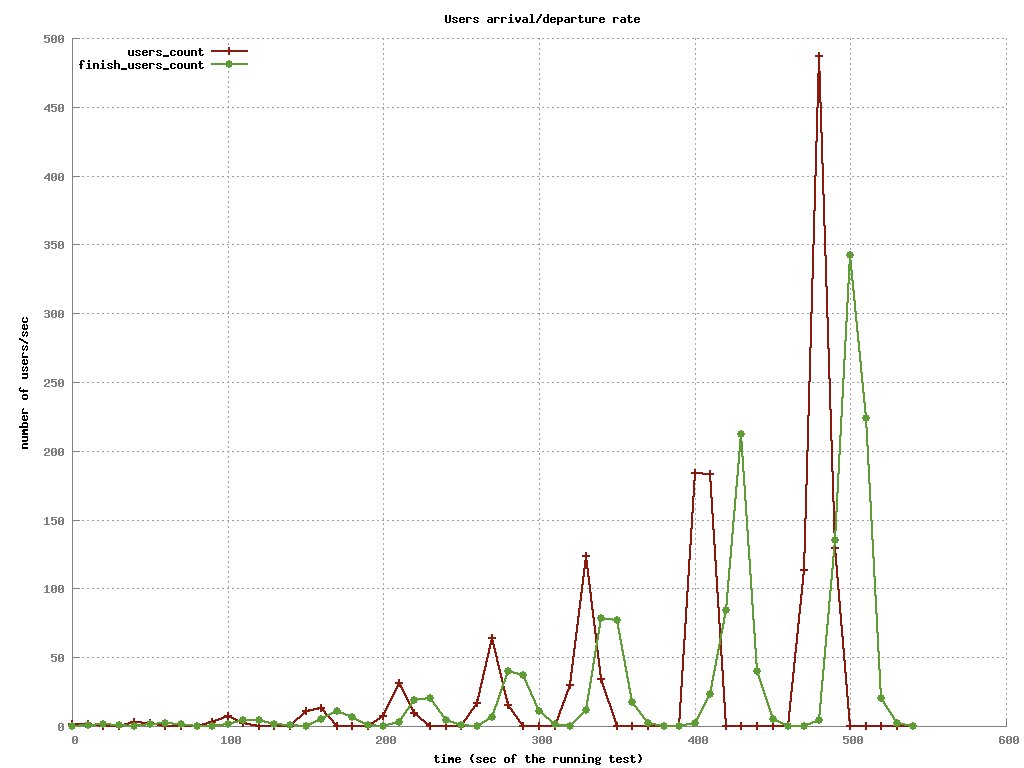 Users arrival/departure rate
users_count
finish_users_count
500
450
400
350
300
250
200
150
100
50
0
number of users/sec
0 100 200 300 400 500 600
time (sec of the running test)